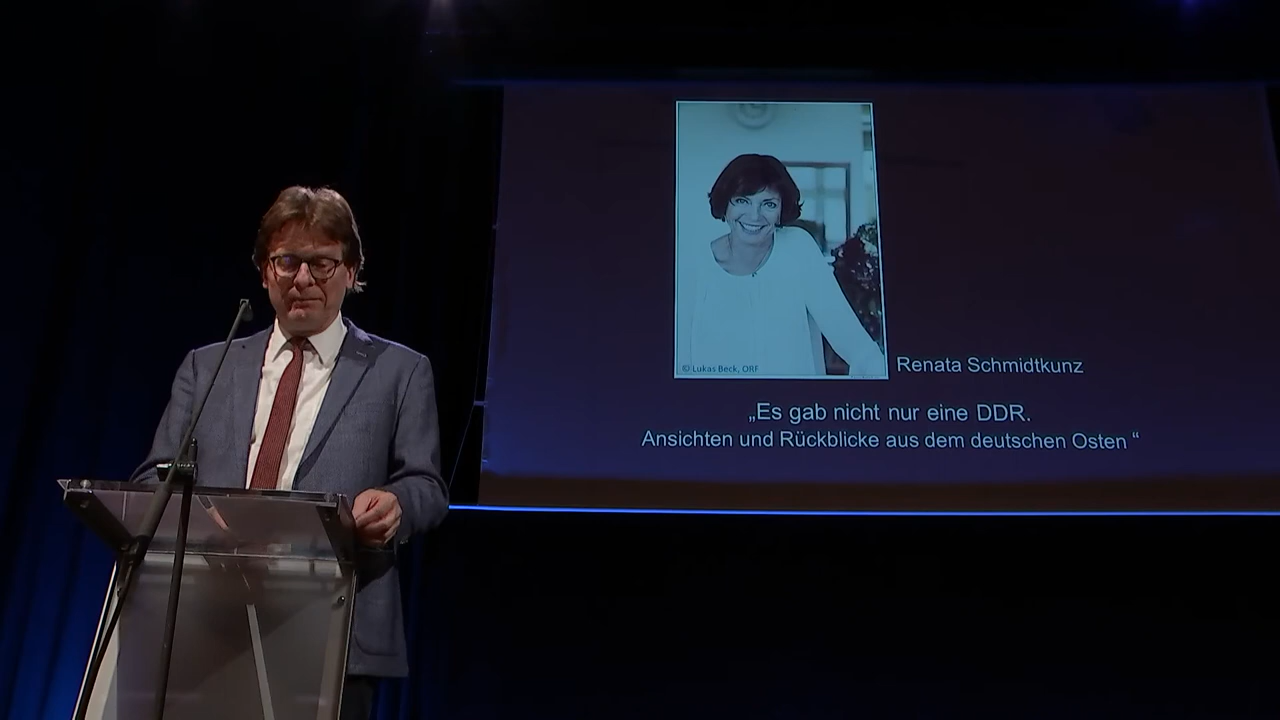 © Lukas Beck, ORF
Renata Schmidtkunz
„Es gab nicht nur eine DDR.
Ansichten und Rückblicke aus dem deutschen Osten “